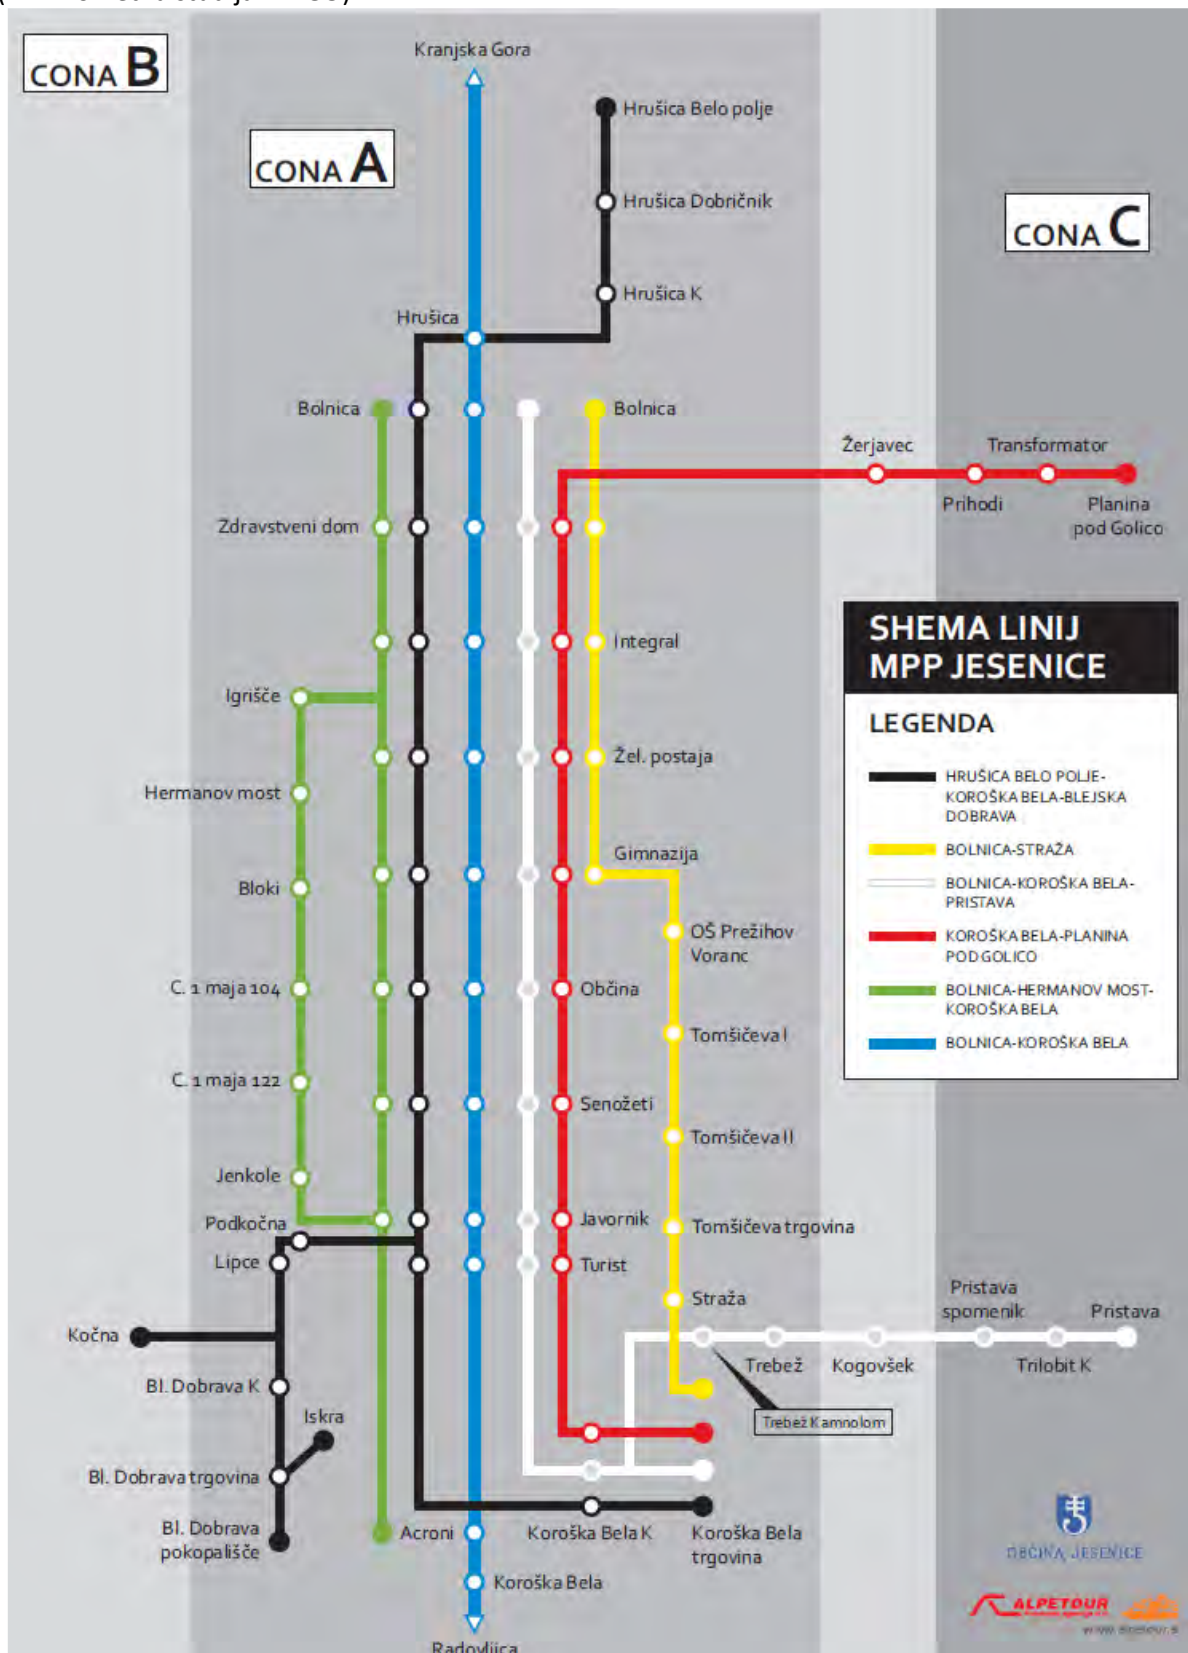 CONA B
CONA A
CONA C
Kranjska Gora
Hrušica Belo polje
Hrušica Dobričnik
Hrušica K
Hrušica
Bolnica
Bolnica
Žerjavec
Transformator
Prihodi
Planina
pod Golico
Zdravstveni dom
Integral
Igrišče
Žel. postaja
Hermanov most
Gimnazija
Bloki
OŠ Prežihov
Voranc
C. 1 maja 104
Občina
Tomšičeva I
C. 1 maja 122
Senožeti
Tomšičeva II
Jenkole
Podkočna
Javornik
Tomšičeva trgovina
Lipce
Turist
Straža
Pristava
spomenik
Pristava
Kočna
Trebež
Kogovšek
Trilobit K
Bl. Dobrava K
Iskra
Trebež Kamnolom
Bl. Dobrava trgovina
Bl. Dobrava
pokopališče
Acroni
Koroška Bela K
Koroška Bela
trgovina
Koroška Bela
Radovljica
SHEMA LINIJ
MPP JESENICE
LEGENDA
HRUŠICA BELO POLJE-
KOROŠKA BELA-BLEJSKA
DOBRAVA
BOLNICA-STRAŽA
BOLNICA-KOROŠKA BELA-
PRISTAVA
KOROŠKA BELA-PLANINA
POD GOLICO
BOLNICA-HERMANOV MOST-
KOROŠKA BELA
BOLNICA-KOROŠKA BELA
OBČINA JESENICE
ALPETOUR